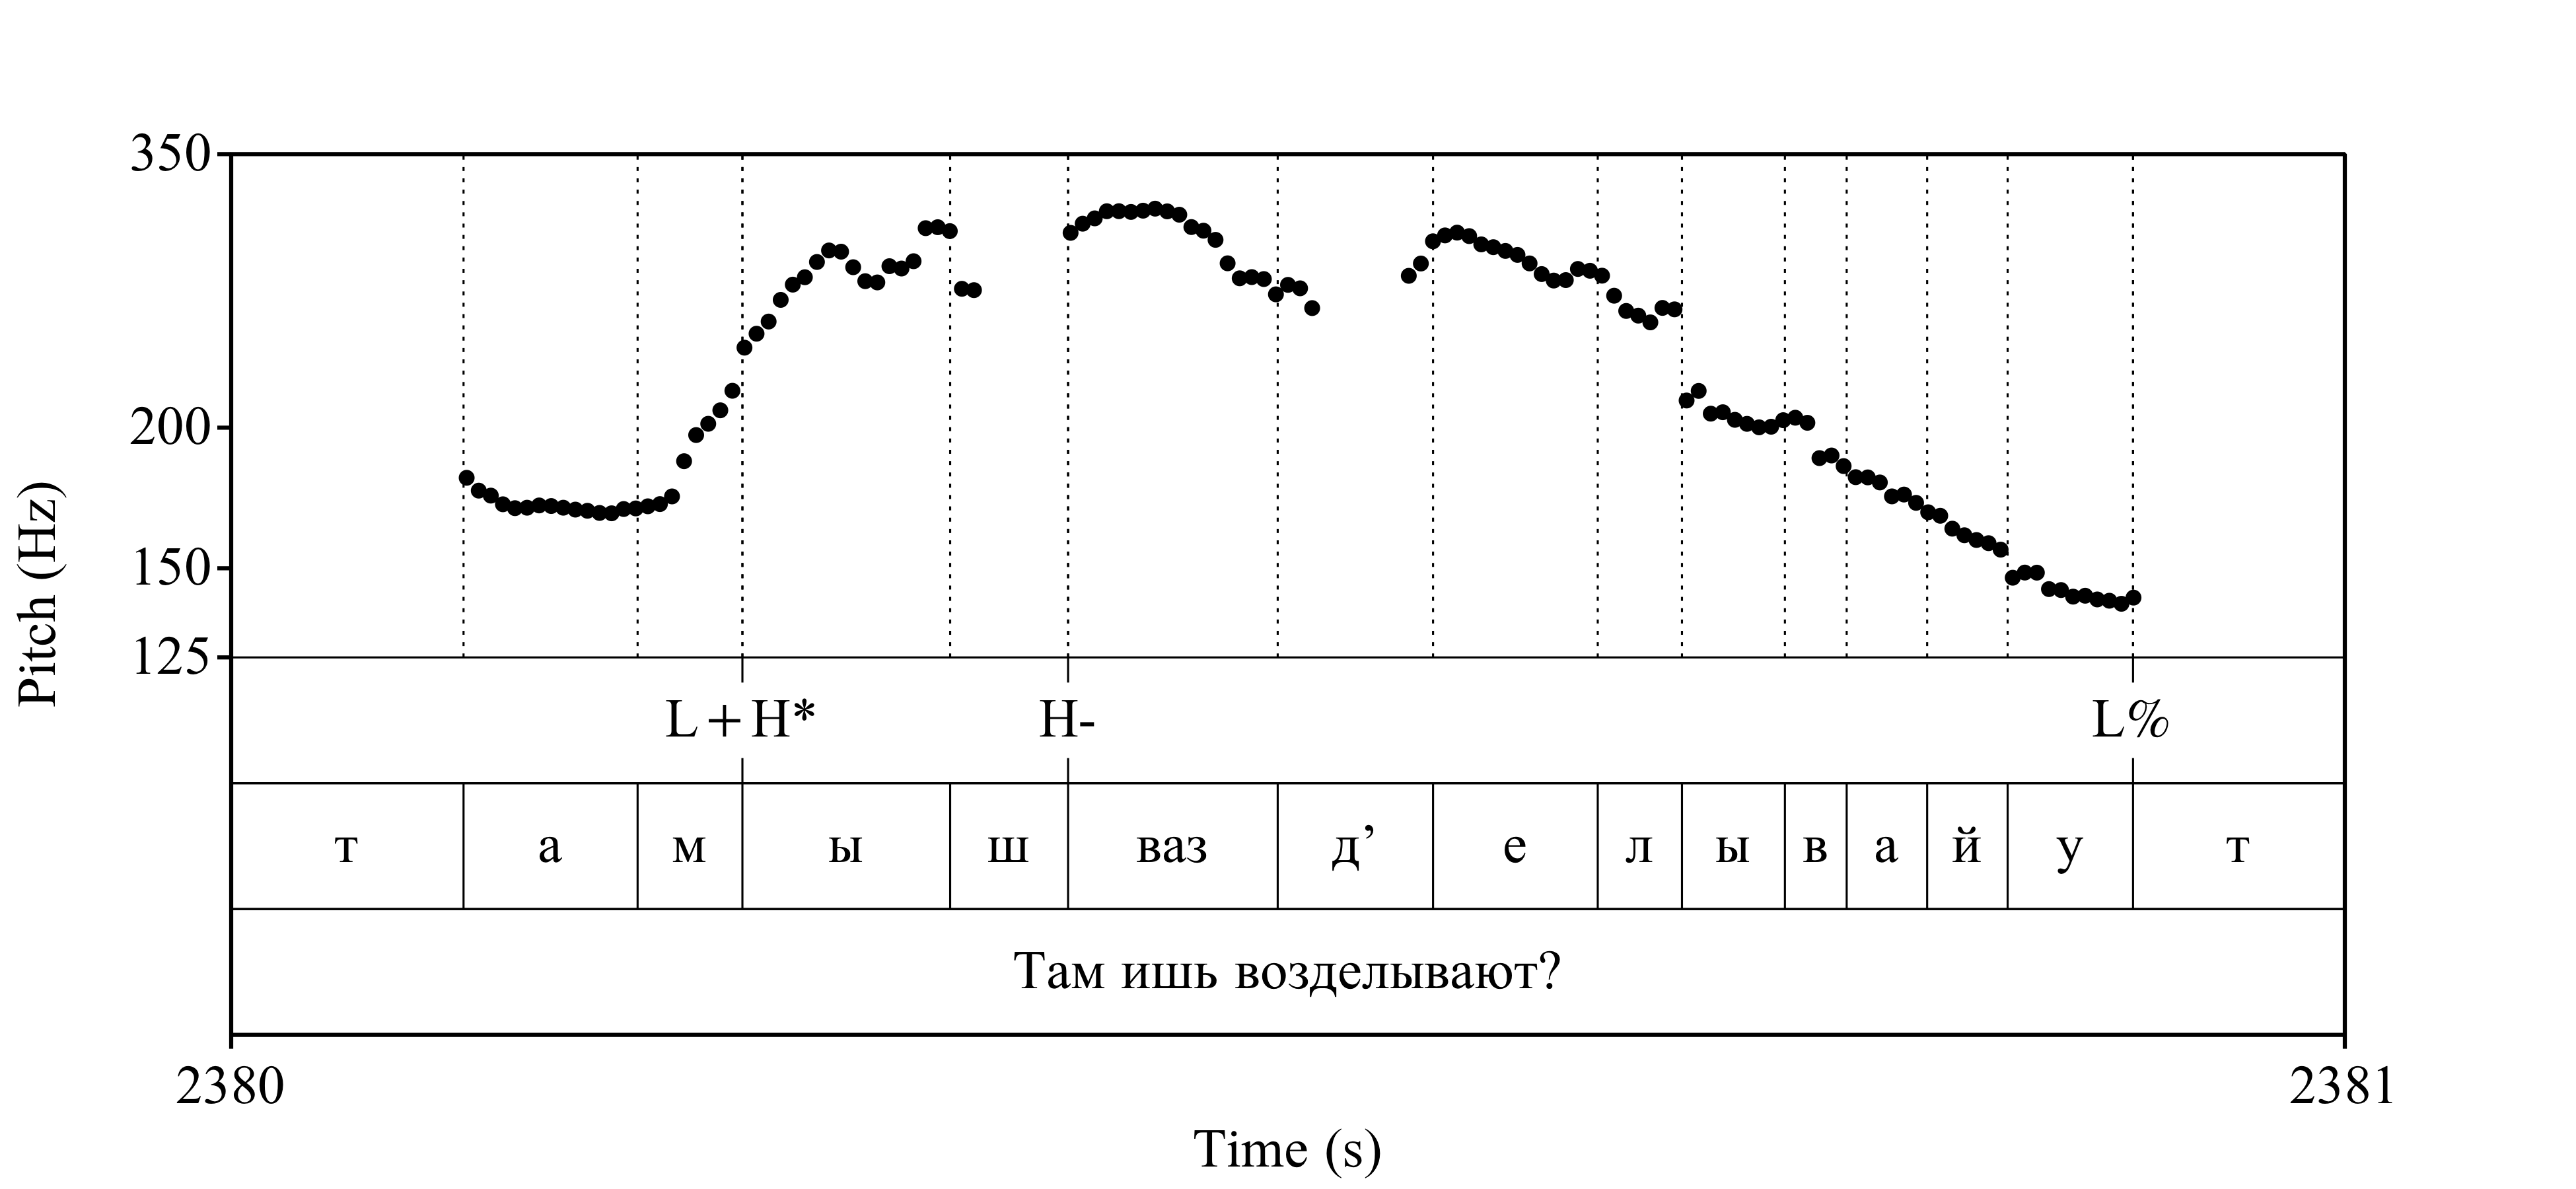 350
200
150
125
Pitch (Hz)
L+H* H- L%
т а м ы ш ваз д’ е л ы в а й у т
Там ишь возделывают?
2380 2381
Time (s)